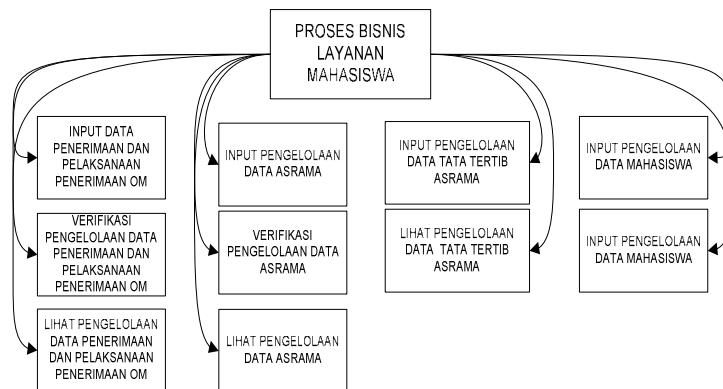 PROSES BISNIS
LAYANAN
MAHASISWA
INPUT DATA
PENERIMAAN DAN
PELAKSANAAN
PENERIMAAN OM
VERIFIKASI
PENGELOLAAN DATA
PENERIMAAN DAN
PELAKSANAAN
PENERIMAAN OM
LIHAT PENGELOLAAN
DATA PENERIMAAN
DAN PELAKSANAAN
PENERIMAAN OM
INPUT PENGELOLAAN
DATA ASRAMA
VERIFIKASI
PENGELOLAAN DATA
ASRAMA
LIHAT PENGELOLAAN
DATA ASRAMA
INPUT PENGELOLAAN
DATA TATA TERTIB
ASRAMA
LIHAT PENGELOLAAN
DATA TATA TERTIB
ASRAMA
INPUT PENGELOLAAN
DATA MAHASISWA
INPUT PENGELOLAAN
DATA MAHASISWA